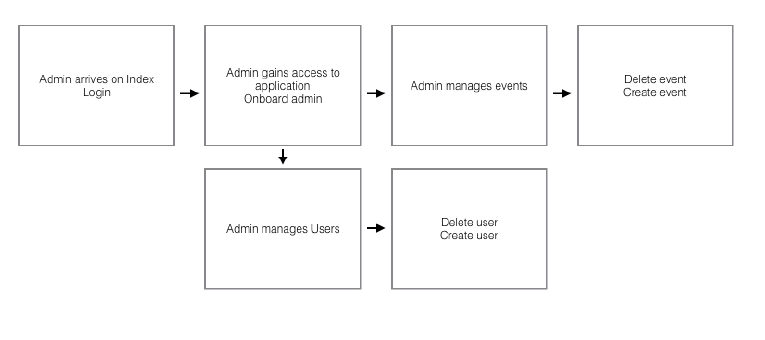 Admin arrives on Index
Login
Admin gains access to
application
Onboard admin
Admin manages events
Delete event
Create event
Admin manages Users
Delete user
Create user